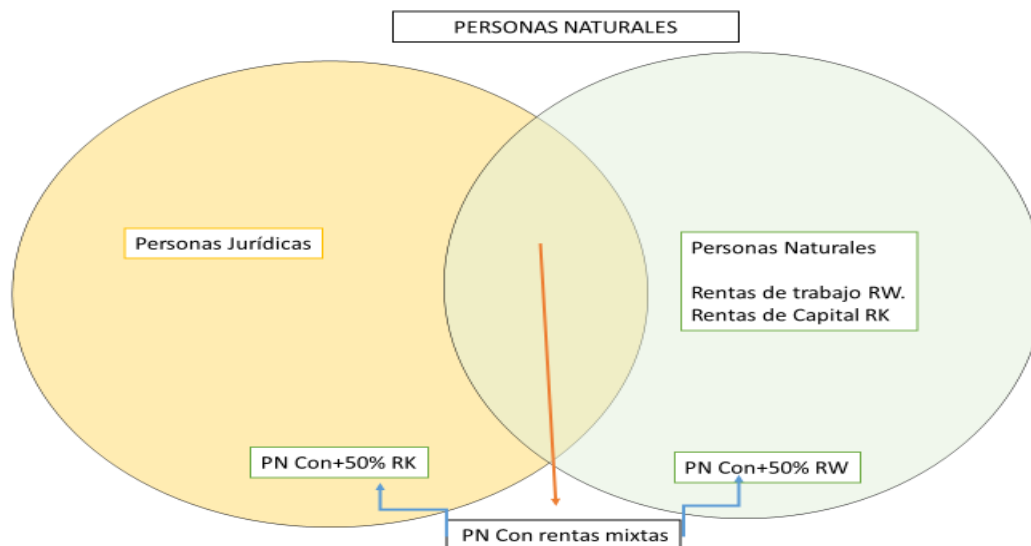 PERSONAS NATURALES
Personas Jurídicas
Personas Naturales
Rentas de trabajo RW.
Rentas de Capital RK
PN Con+50% RK
PN Con+50% RW
PN Con rentas mixtas